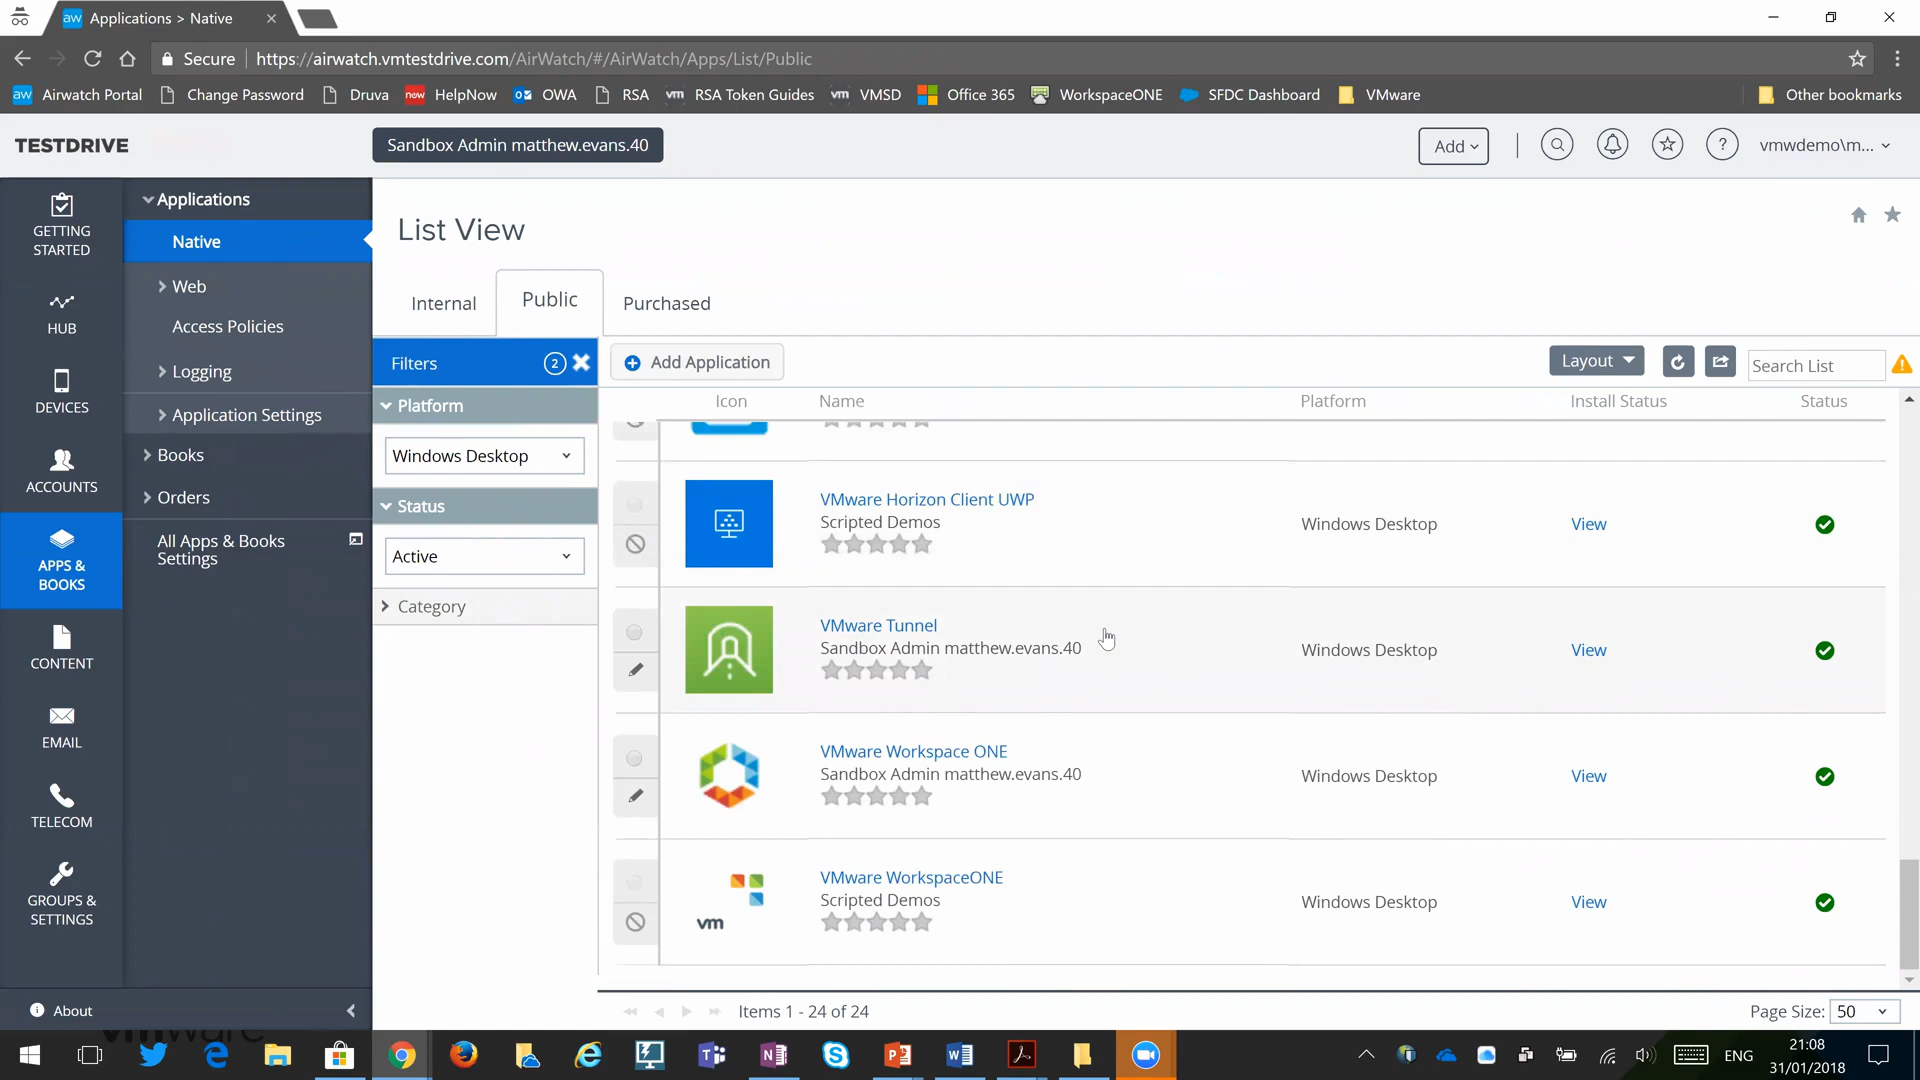 aw Applications > Native
Secure https://airwatch.vmtestdrive.com/AirWatch/#/AirWatch/Apps/List/Public
aw Airwatch Portal Change Password Druva now HelpNow OWA RSA vm RSA Token Guides vm VMSD Office 365 WorkspaceONE SFDC Dashboard VMware Other bookmarks
TESTDRIVE Sandbox Admin matthew.evans.40 Add ? vmwdemo\m...
GETTING STARTED
HUB
DEVICES
ACCOUNTS
APPS & BOOKS
CONTENT
EMAIL
TELECOM
GROUPS & SETTINGS
About
vmware
Applications
Native
Web
Access Policies
Logging
Application Settings
Books
Orders
All Apps & Books Settings
List View
Internal Public Purchased
Filters 2
Platform
Windows Desktop
Status
Active
Category
Add Application Layout Search List
Icon Name Platform Install Status Status
VMware Horizon Client UWP
Scripted Demos
Windows Desktop View
VMware Tunnel
Sandbox Admin matthew.evans.40
Windows Desktop View
VMware Workspace ONE
Sandbox Admin matthew.evans.40
Windows Desktop View
vm
VMware WorkspaceONE
Scripted Demos
Windows Desktop View
Items 1 - 24 of 24 Page Size: 50
ENG
21:08
31/01/2018